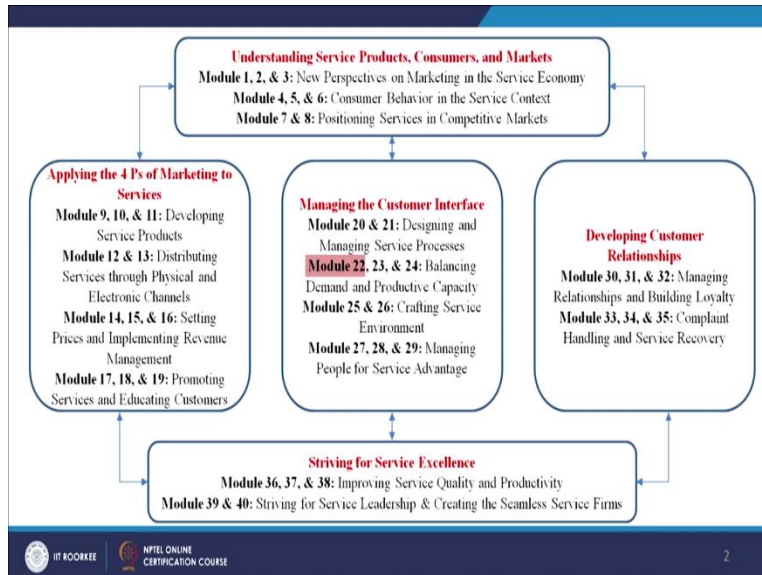 Understanding Service Products, Consumers, and Markets
Module 1, 2, & 3: New Perspectives on Marketing in the Service Economy
Module 4, 5, & 6: Consumer Behavior in the Service Context
Module 7 & 8: Positioning Services in Competitive Markets
Applying the 4 Ps of Marketing to
Services
Module 9, 10, & 11: Developing
Service Products
Module 12 & 13: Distributing
Services through Physical and
Electronic Channels
Module 14, 15, & 16: Setting
Prices and Implementing Revenue
Management
Module 17, 18, & 19: Promoting
Services and Educating Customers
Managing the Customer Interface
Module 20 & 21: Designing and
Managing Service Processes
Module 22, 23, & 24: Balancing
Demand and Productive Capacity
Module 25 & 26: Crafting Service
Environment
Module 27, 28, & 29: Managing
People for Service Advantage
Developing Customer
Relationships
Module 30, 31, & 32: Managing
Relationships and Building Loyalty
Module 33, 34, & 35: Complaint
Handling and Service Recovery
Striving for Service Excellence
Module 36, 37, & 38: Improving Service Quality and Productivity
Module 39 & 40: Striving for Service Leadership & Creating the Seamless Service Firms
IIT ROORKEE
NPTEL ONLINE
CERTIFICATION COURSE
2